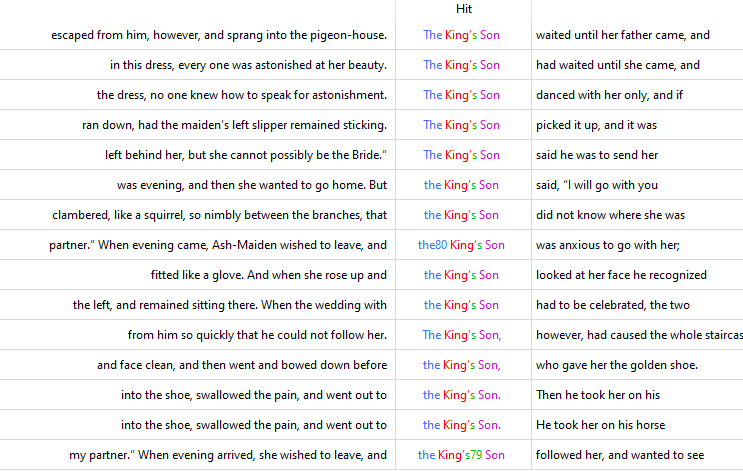 Hit
escaped from him, however, and sprang into the pigeon-house. The King's Son waited until her father came, and
in this dress, every one was astonished at her beauty. The King's Son had waited until she came, and
the dress, no one knew how to speak for astonishment. The King's Son danced with her only, and if
ran down, had the maiden's left slipper remained sticking. The King's Son picked it up, and it was
left behind her, but she cannot possibly be the Bride.” The King's Son said he was to send her
was evening, and then she wanted to go home. But the King's Son said, “I will go with you
clambered, like a squirrel, so nimbly between the branches, that the King's Son did not know where she was
partner.” When evening came, Ash-Maiden wished to leave, and the80 King's Son was anxious to go with her;
fitted like a glove. And when she rose up and the King's Son looked at her face he recognized
the left, and remained sitting there. When the wedding with the King's Son had to be celebrated, the two
from him so quickly that he could not follow her. The King's Son, however, had caused the whole staircas
and face clean, and then went and bowed down before the King's Son, who gave her the golden shoe.
into the shoe, swallowed the pain, and went out to the King's Son. Then he took her on his
into the shoe, swallowed the pain, and went out to the King's Son. He took her on his horse
my partner.” When evening arrived, she wished to leave, and the King's79 Son followed her, and wanted to see